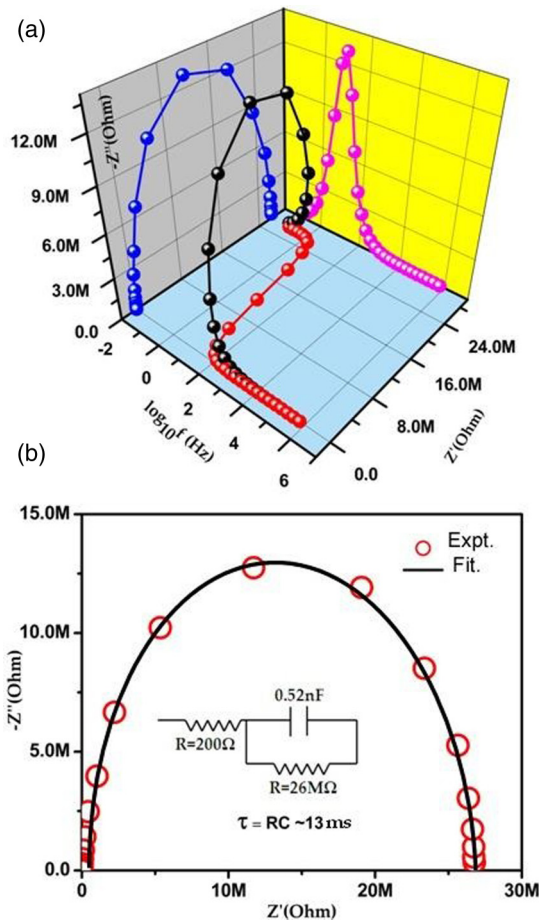 (a)
-Z"(Ohm)
12.0M
9.0M
6.0M
3.0M
0.0
-2
0
2
4
6
log10f (Hz)
24.0M
16.0M
8.0M
0.0
Z'(Ohm)
(b)
15.0M
10.0M
5.0M
0.0
-Z"(Ohm)
Expt.
Fit.
0.52nF
R=200Ω
R=26MΩ
τ = RC ~13 ms
0 10M 20M 30M
Z'(Ohm)